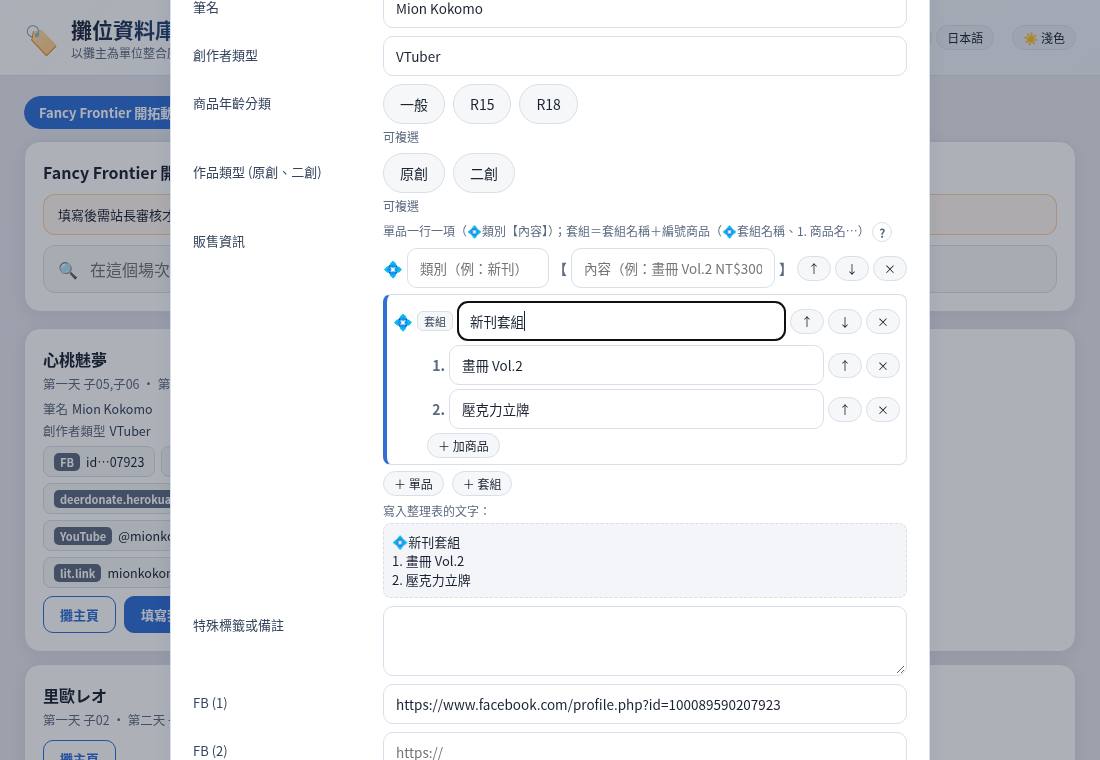 攤位資料庫
以攤主為單位整合
日本語
☀️ 淺色
Fancy Frontier 開拓動
Fancy Frontier 開
填寫後需站長審核才
🔍 在這個場次
心桃魅夢
第一天 子05,子06 · 第
筆名 Mion Kokomo
創作者類型 VTuber
FB id…07923
deerdonate.herokua
YouTube @mionko
lit.link mionkokor
攤主頁
填寫
里歐レオ
第一天 子02 · 第二天
攤主頁
筆名
Mion Kokomo
創作者類型
VTuber
商品年齡分類
一般 R15 R18
可複選
作品類型 (原創、二創)
原創 二創
可複選
販售資訊
單品一行一項（💠類別【內容】）；套組＝套組名稱＋編號商品（💠套組名稱、1. 商品名…） ?
💠 類別（例：新刊） 【 內容（例：畫冊 Vol.2 NT$300 】 ↑ ↓ ×
💠 套組 新刊套組 ↑ ↓ ×
1. 畫冊 Vol.2 ↑ ×
2. 壓克力立牌 ↑ ×
＋ 加商品
＋ 單品 ＋ 套組
寫入整理表的文字：
💠新刊套組
1. 畫冊 Vol.2
2. 壓克力立牌
特殊標籤或備註
FB (1)
https://www.facebook.com/profile.php?id=100089590207923
FB (2)
https://